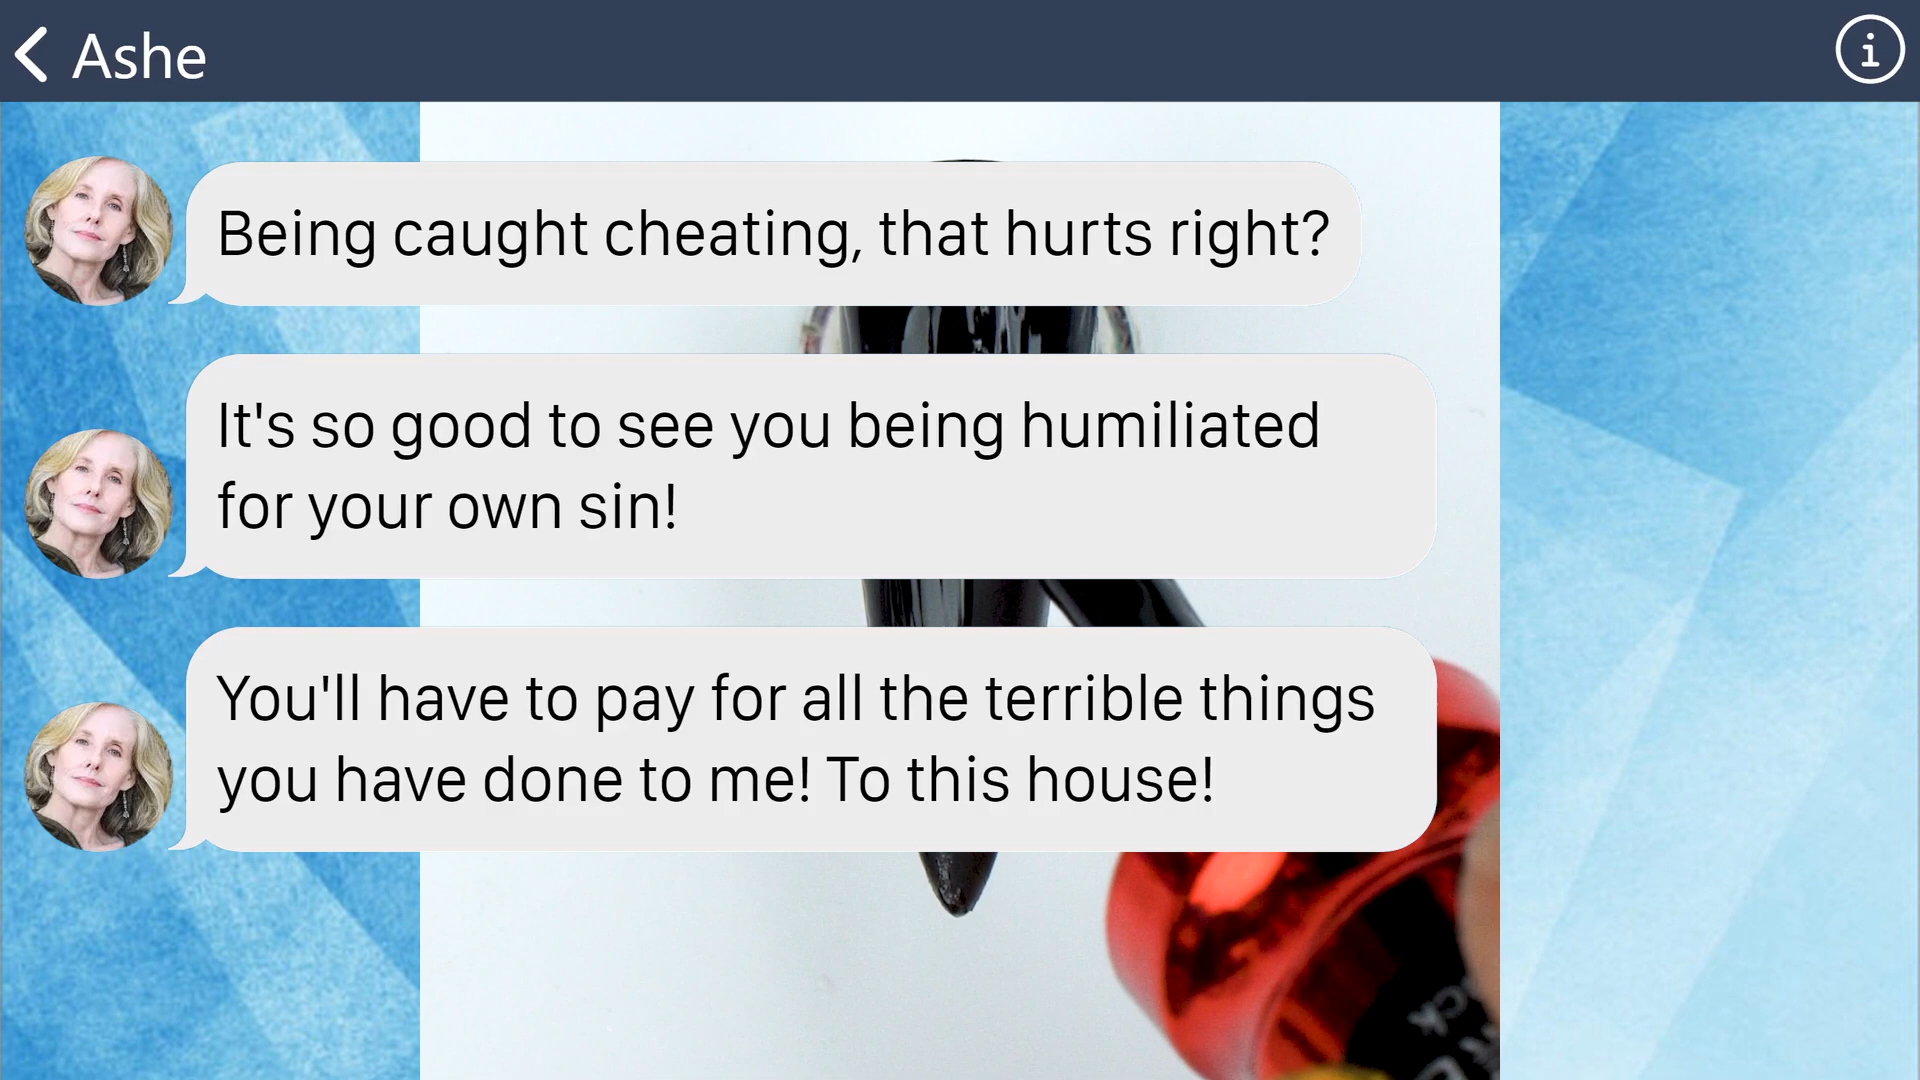 Ashe
Being caught cheating, that hurts right?
It's so good to see you being humiliated
for your own sin!
You'll have to pay for all the terrible things
you have done to me! To this house!